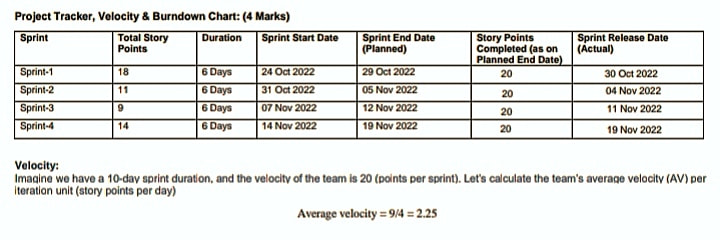 Project Tracker, Velocity & Burndown Chart: (4 Marks)
Sprint Total Story Points Duration Sprint Start Date Sprint End Date (Planned) Story Points Completed (as on Planned End Date) Sprint Release Date (Actual)
Sprint-1 18 6 Days 24 Oct 2022 29 Oct 2022 20 30 Oct 2022
Sprint-2 11 6 Days 31 Oct 2022 05 Nov 2022 20 04 Nov 2022
Sprint-3 9 6 Days 07 Nov 2022 12 Nov 2022 20 11 Nov 2022
Sprint-4 14 6 Days 14 Nov 2022 19 Nov 2022 20 19 Nov 2022
Velocity:
Imagine we have a 10-day sprint duration, and the velocity of the team is 20 (points per sprint). Let's calculate the team's average velocity (AV) per
iteration unit (story points per day)
Average velocity = 9/4 = 2.25